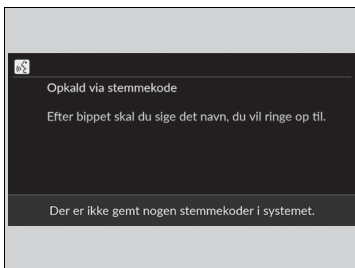 Opkald via stemmekode
Efter bippet skal du sige det navn, du vil ringe op til.
Der er ikke gemt nogen stemmekoder i systemet.